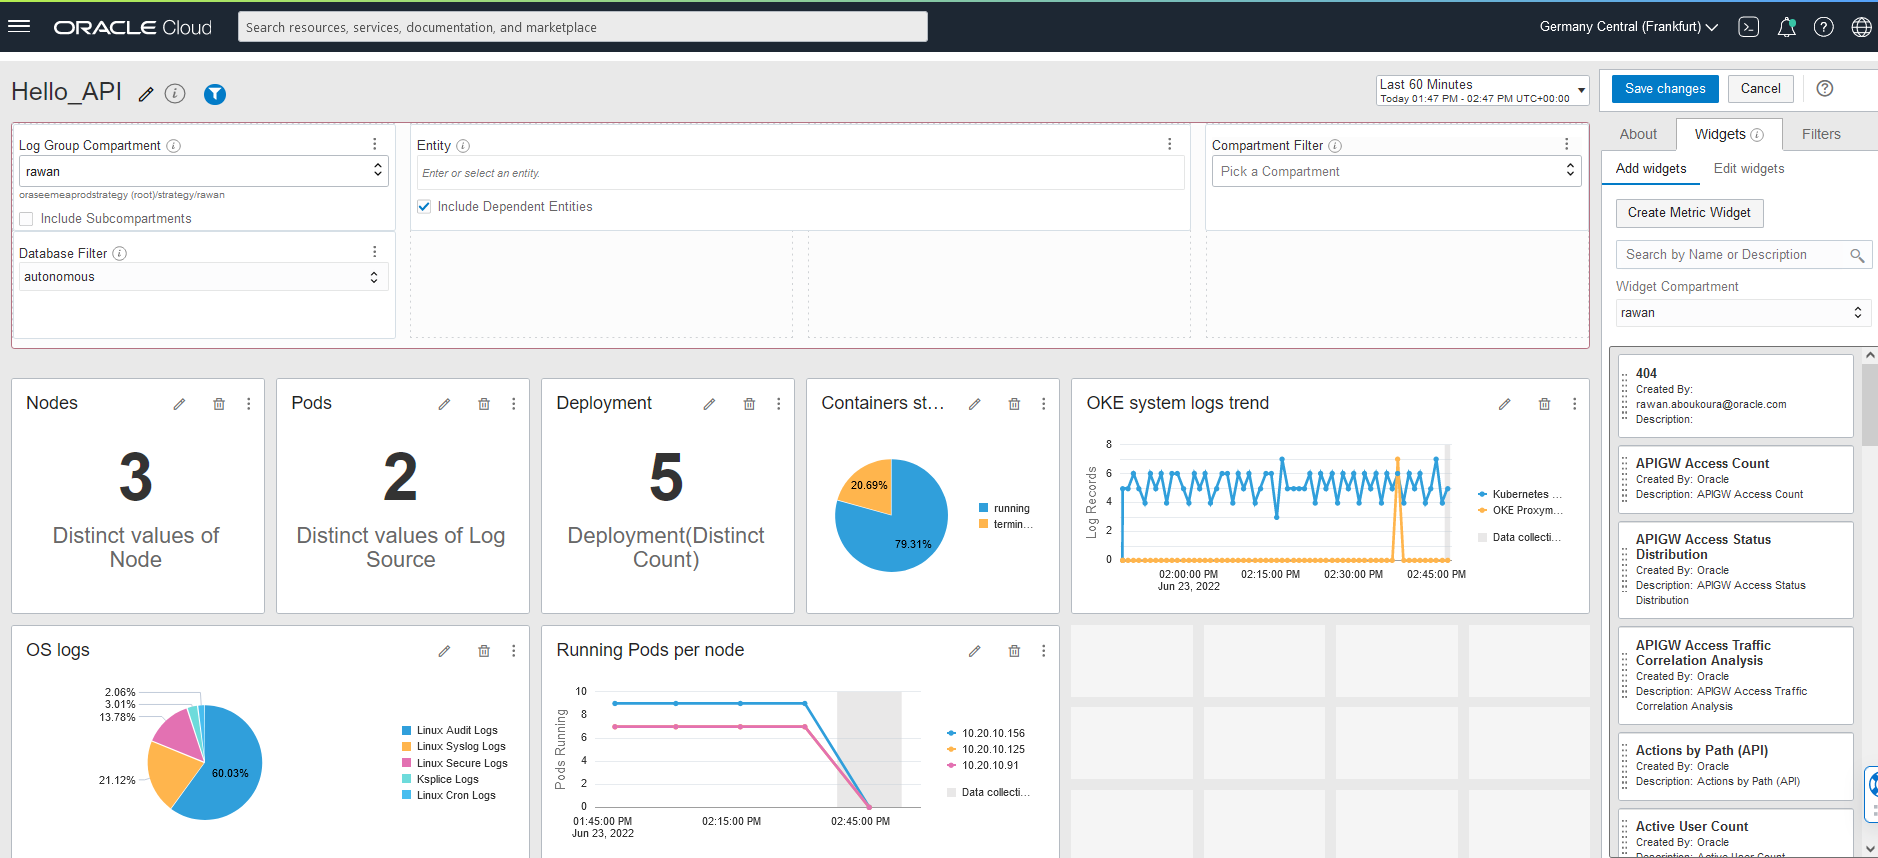 ORACLE Cloud
Search resources, services, documentation, and marketplace
Germany Central (Frankfurt)
Hello_API
Last 60 Minutes
Today 01:47 PM - 02:47 PM UTC+00:00
Save changes
Cancel
Log Group Compartment
rawan
oraseemeaprodstrategy (root)/strategy/rawan
Include Subcompartments
Entity
Enter or select an entity.
Include Dependent Entities
Compartment Filter
Pick a Compartment
Database Filter
autonomous
About
Widgets
Filters
Add widgets
Edit widgets
Create Metric Widget
Search by Name or Description
Widget Compartment
rawan
Nodes
3
Distinct values of
Node
Pods
2
Distinct values of Log
Source
Deployment
5
Deployment(Distinct
Count)
Containers st...
20.69%
79.31%
running
termin...
OKE system logs trend
Log Records
8
6
4
2
0
02:00:00 PM
Jun 23, 2022
02:15:00 PM
02:30:00 PM
02:45:00 PM
Kubernetes ...
OKE Proxym...
Data collecti...
OS logs
2.06%
3.01%
13.78%
21.12%
60.03%
Linux Audit Logs
Linux Syslog Logs
Linux Secure Logs
Ksplice Logs
Linux Cron Logs
Running Pods per node
Pods Running
10
8
6
4
2
0
01:45:00 PM
Jun 23, 2022
02:15:00 PM
02:45:00 PM
10.20.10.156
10.20.10.125
10.20.10.91
Data collecti...
404
Created By:
rawan.aboukoura@oracle.com
Description:
APIGW Access Count
Created By: Oracle
Description: APIGW Access Count
APIGW Access Status
Distribution
Created By: Oracle
Description: APIGW Access Status
Distribution
APIGW Access Traffic
Correlation Analysis
Created By: Oracle
Description: APIGW Access Traffic
Correlation Analysis
Actions by Path (API)
Created By: Oracle
Description: Actions by Path (API)
Active User Count
Created By: Oracle
Description: Active User Count